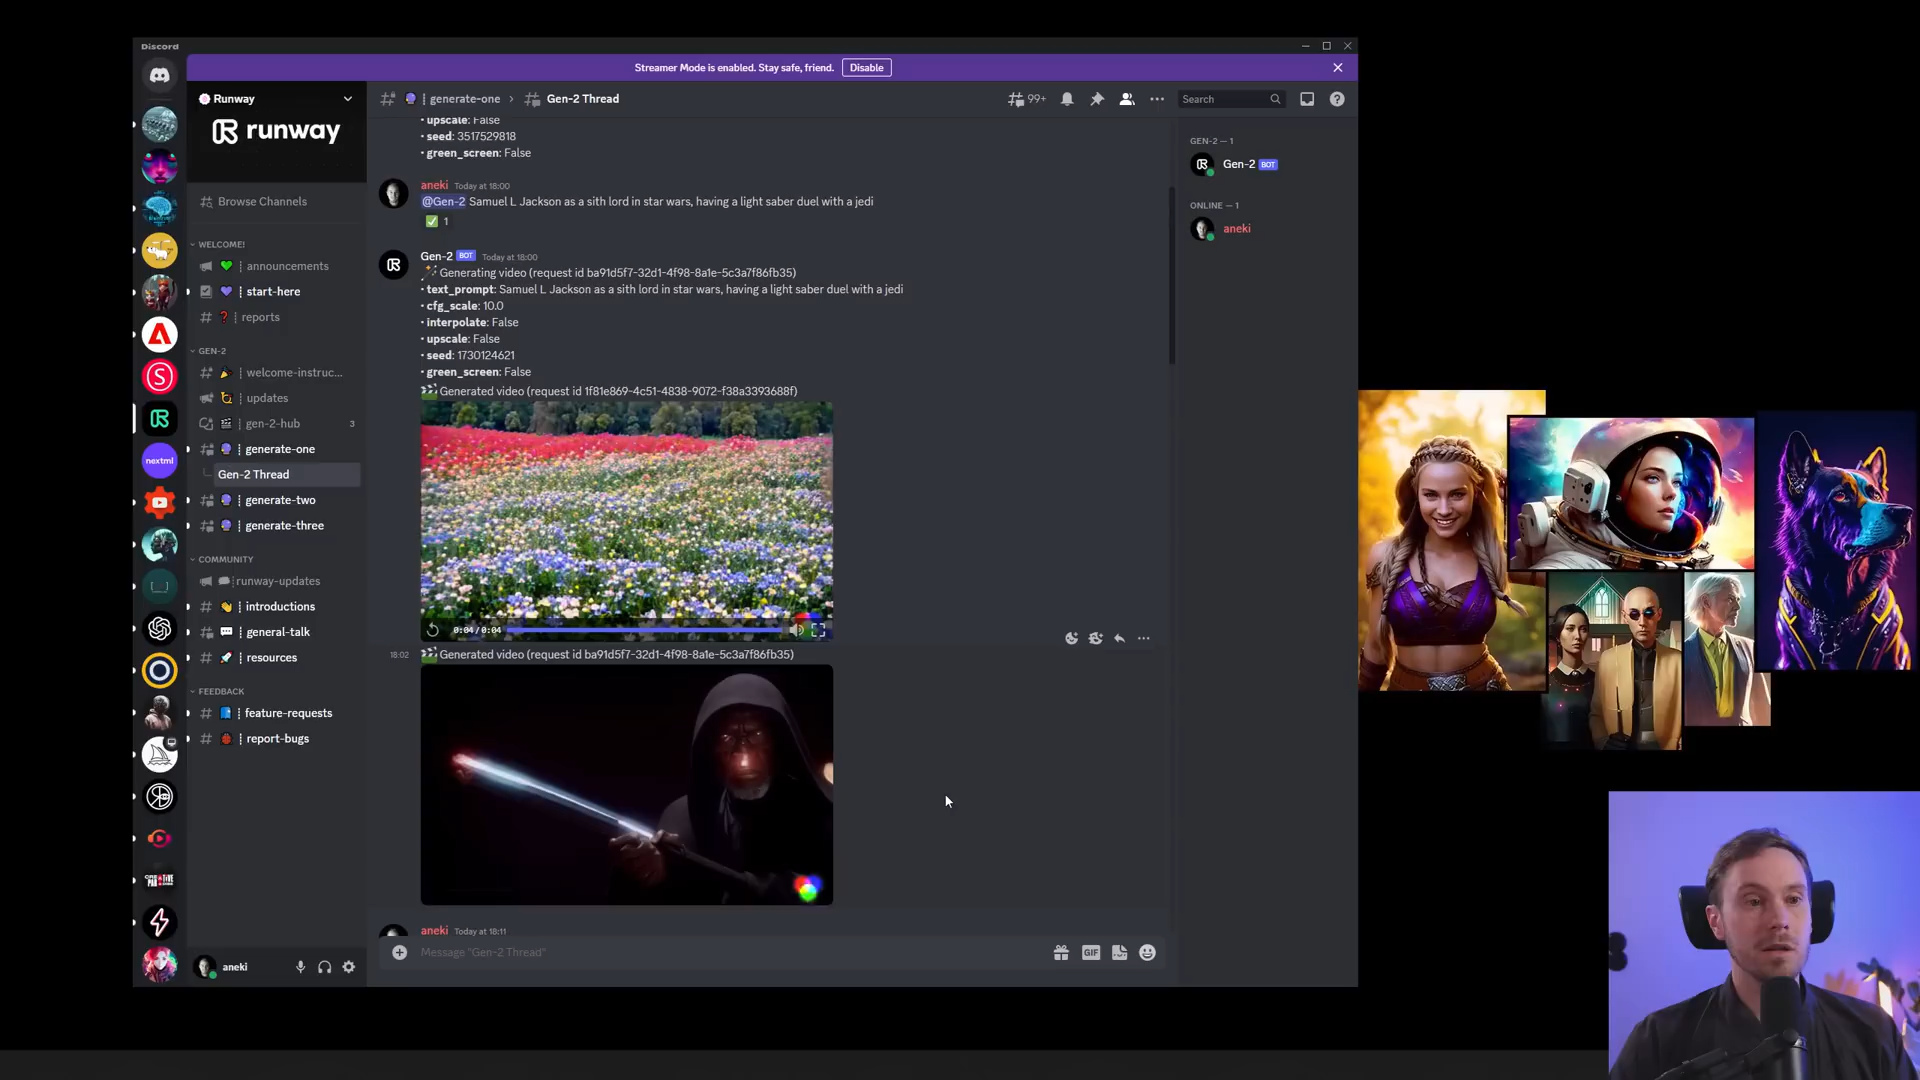 Discord
Streamer Mode is enabled. Stay safe, friend.
Disable
Runway
runway
Browse Channels
WELCOME!
announcements
start-here
reports
GEN-2
welcome-instruc...
updates
gen-2-hub
3
generate-one
Gen-2 Thread
generate-two
generate-three
COMMUNITY
runway-updates
introductions
general-talk
resources
FEEDBACK
feature-requests
report-bugs
nextml
aneki
generate-one > Gen-2 Thread
99+
Search
• upscale: False
• seed: 3517529818
• green_screen: False
aneki Today at 18:00
@Gen-2 Samuel L Jackson as a sith lord in star wars, having a light saber duel with a jedi
1
Gen-2 BOT Today at 18:00
Generating video (request id ba91d5f7-32d1-4f98-8a1e-5c3a7f86fb35)
• text_prompt: Samuel L Jackson as a sith lord in star wars, having a light saber duel with a jedi
• cfg_scale: 10.0
• interpolate: False
• upscale: False
• seed: 1730124621
• green_screen: False
Generated video (request id 1f81e869-4c51-4838-9072-f38a3393688f)
0:04/0:04
18:02 Generated video (request id ba91d5f7-32d1-4f98-8a1e-5c3a7f86fb35)
aneki Today at 18:11
Message "Gen-2 Thread"
GIF
GEN-2 — 1
Gen-2 BOT
ONLINE — 1
aneki